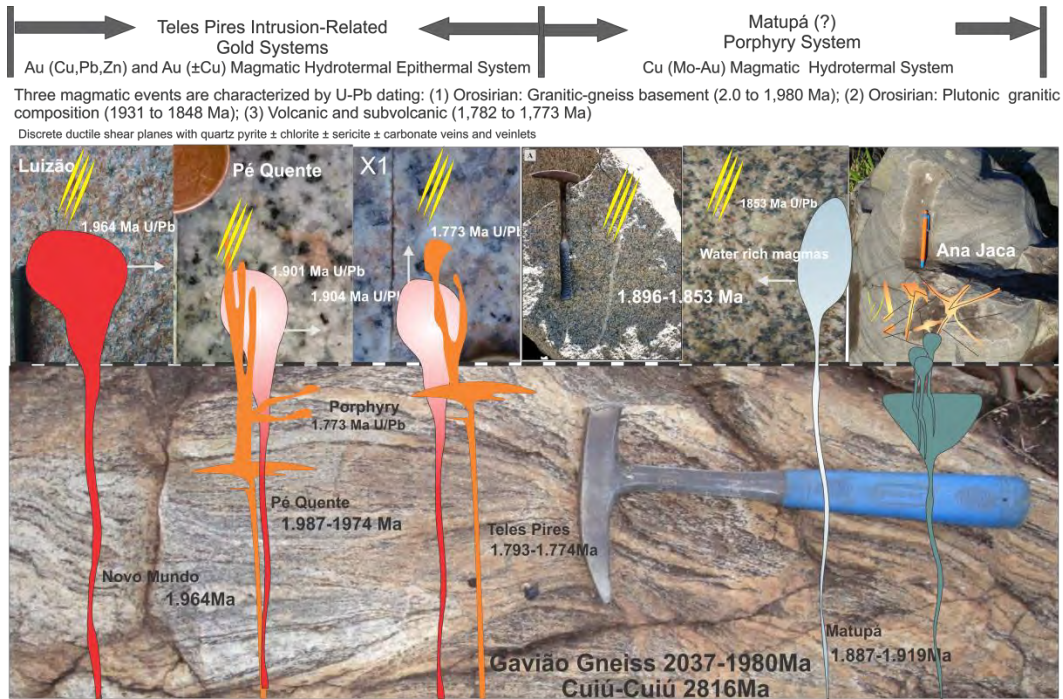 Teles Pires Intrusion-Related
Gold Systems
Au (Cu,Pb,Zn) and Au (±Cu) Magmatic Hydrotermal Epithermal System
Matupá (?)
Porphyry System
Cu (Mo-Au) Magmatic Hydrotermal System
Three magmatic events are characterized by U-Pb dating: (1) Orosirian: Granitic-gneiss basement (2.0 to 1,980 Ma); (2) Orosirian: Plutonic granitic
composition (1931 to 1848 Ma); (3) Volcanic and subvolcanic (1,782 to 1,773 Ma)
Discrete ductile shear planes with quartz pyrite ± chlorite ± sericite ± carbonate veins and veinlets
Luizão
1.964 Ma U/Pb
Pé Quente
1.901 Ma U/Pb
1.904 Ma U/Pb
X1
1.773 Ma U/Pb
A
1.896-1.853 Ma
1853 Ma U/Pb
Water rich magmas
Ana Jaca
Porphyry
1.773 Ma U/Pb
Pé Quente
1.987-1974 Ma
Teles Pires
1.793-1.774Ma
Novo Mundo
1.964Ma
Matupá
1.887-1.919Ma
Gavião Gneiss 2037-1980Ma
Cuiú-Cuiú 2816Ma